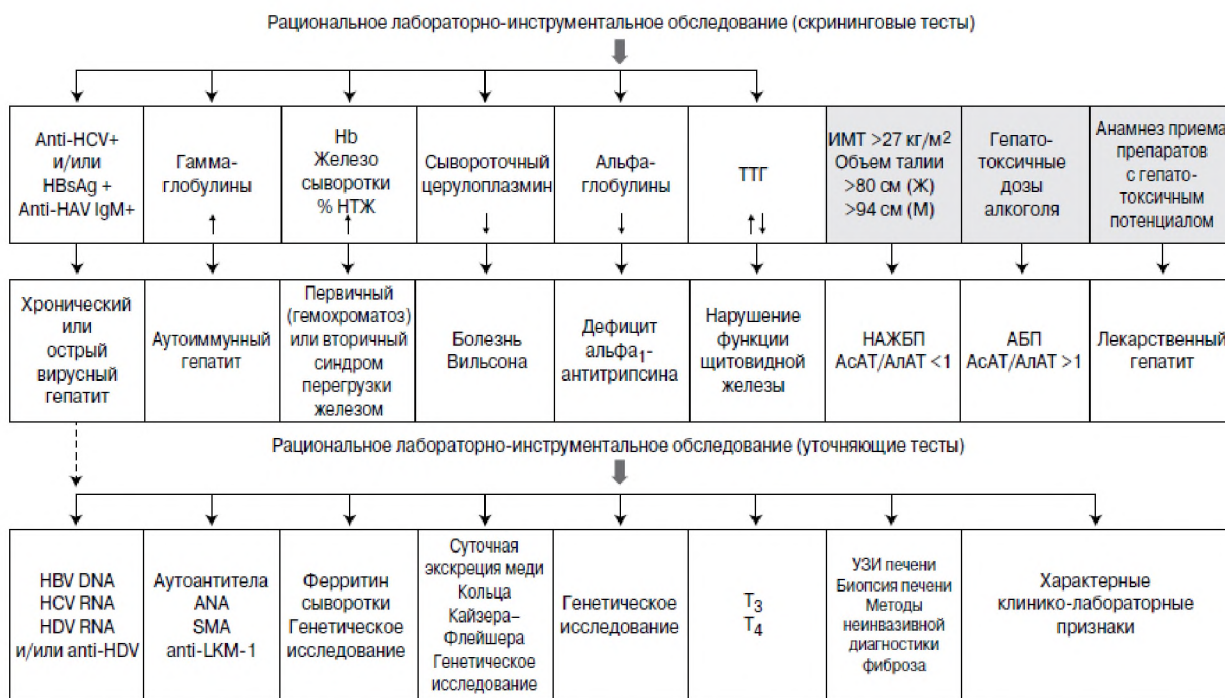 Рациональное лабораторно-инструментальное обследование (скрининговые тесты)
Anti-HCV+
и/или
HBsAg +
Anti-HAV IgM+
Гамма-
глобулины
Hb
Железо
сыворотки
% НТЖ
Сывороточный
церулоплазмин
Альфа-
глобулины
ТТГ
ИМТ >27 кг/м²
Объем талии
>80 см (Ж)
>94 см (М)
Гепато-
токсичные
дозы
алкоголя
Анамнез приема
препаратов
с гепато-
токсичным
потенциалом
Хронический
или
острый
вирусный
гепатит
Аутоиммунный
гепатит
Первичный
(гемохроматоз)
или вторичный
синдром
перегрузки
железом
Болезнь
Вильсона
Дефицит
альфа₁-
антитрипсина
Нарушение
функции
щитовидной
железы
НАЖБП
АсАТ/АлАТ <1
АБП
АсАТ/АлАТ >1
Лекарственный
гепатит
Рациональное лабораторно-инструментальное обследование (уточняющие тесты)
HBV DNA
HCV RNA
HDV RNA
и/или anti-HDV
Аутоантитела
ANA
SMA
anti-LKM-1
Ферритин
сыворотки
Генетическое
исследование
Суточная
экскреция меди
Кольца
Кайзера–
Флейшера
Генетическое
исследование
Генетическое
исследование
T₃
T₄
УЗИ печени
Биопсия печени
Методы
неинвазивной
диагностики
фиброза
Характерные
клинико-лабораторные
признаки